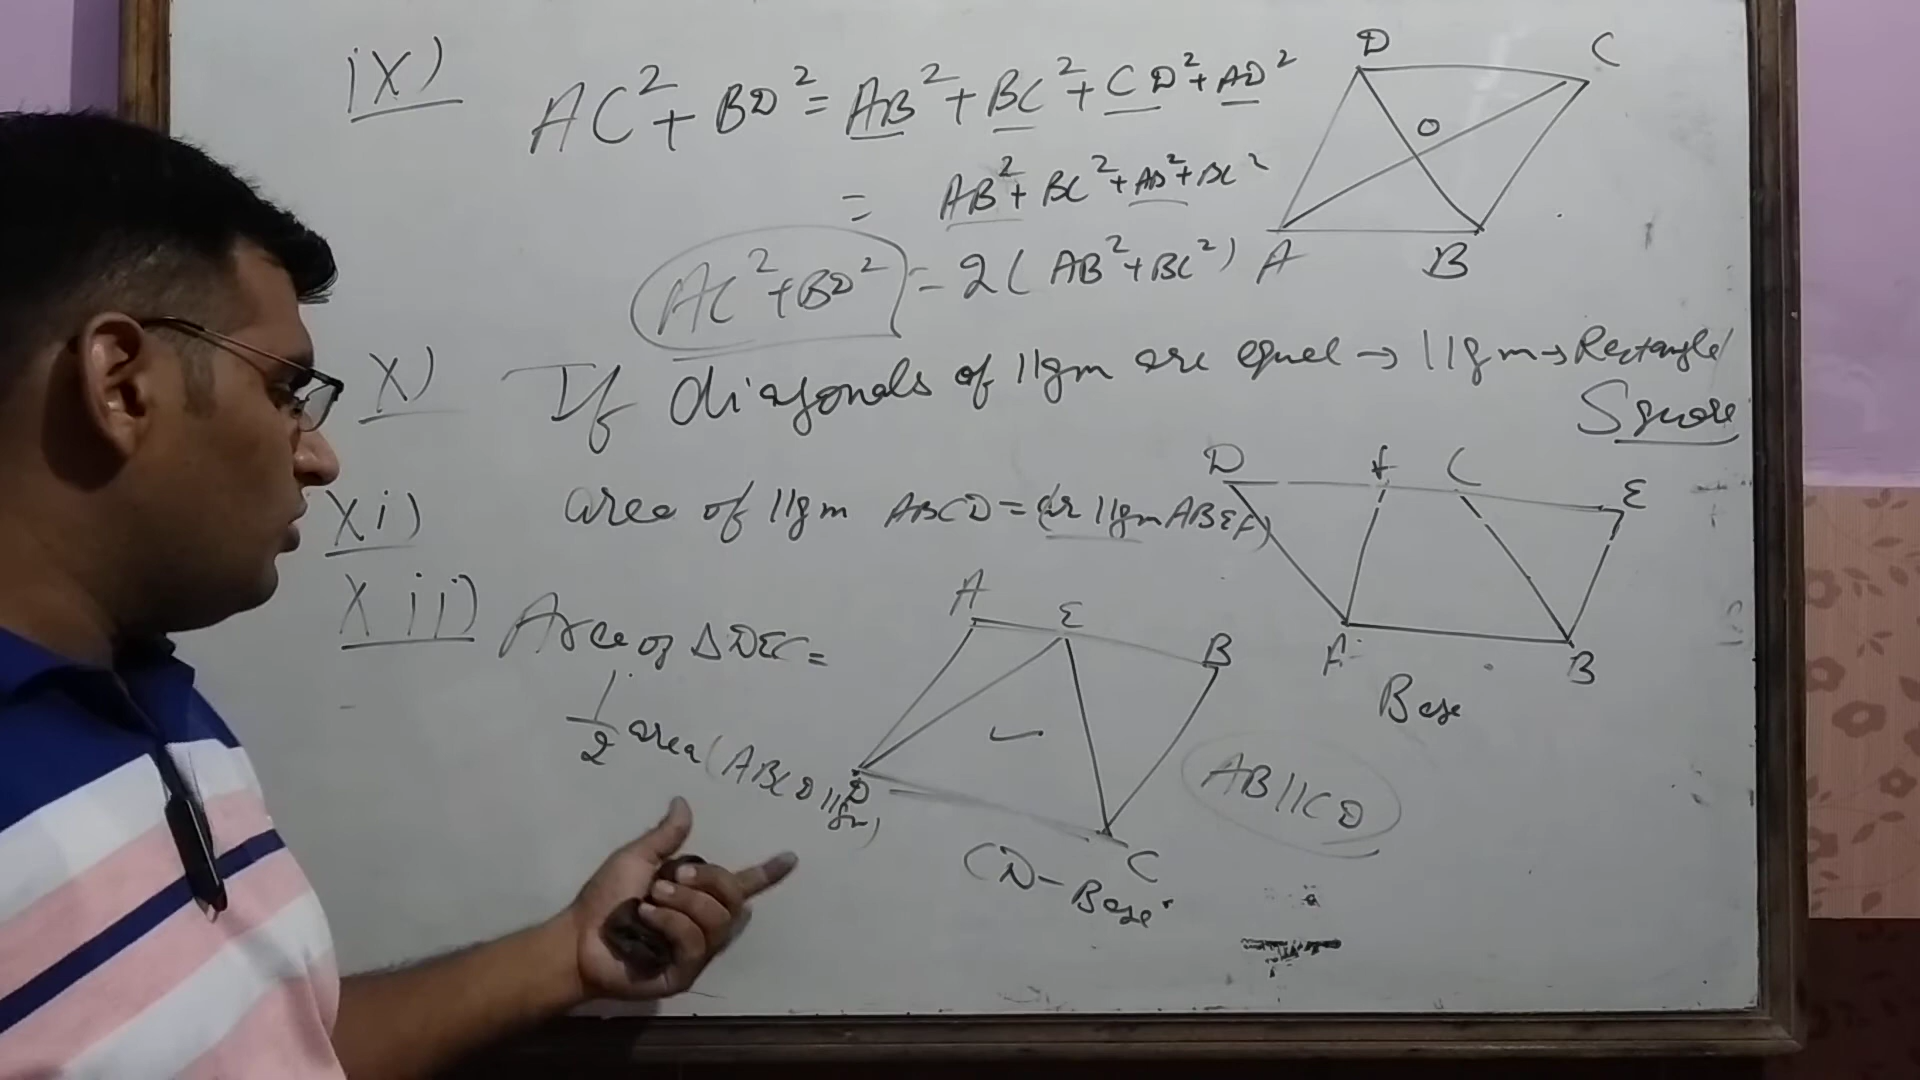 ix) AC² + BD² = AB² + BC² + CD² + AD²
= AB² + BC² + AB² + BC²
AC² + BD² = 2(AB² + BC²)
D C
O
A B
x) If diagonals of ||gm are equal → ||gm → Rectangle/
Square
xi) area of ||gm ABCD = (ar ||gm ABEF)
D F C E
A B
Base
xii) Area of ΔDEC =
1/2 area (ABCD ||gm)
A E B
D C
CD - Base
AB||CD